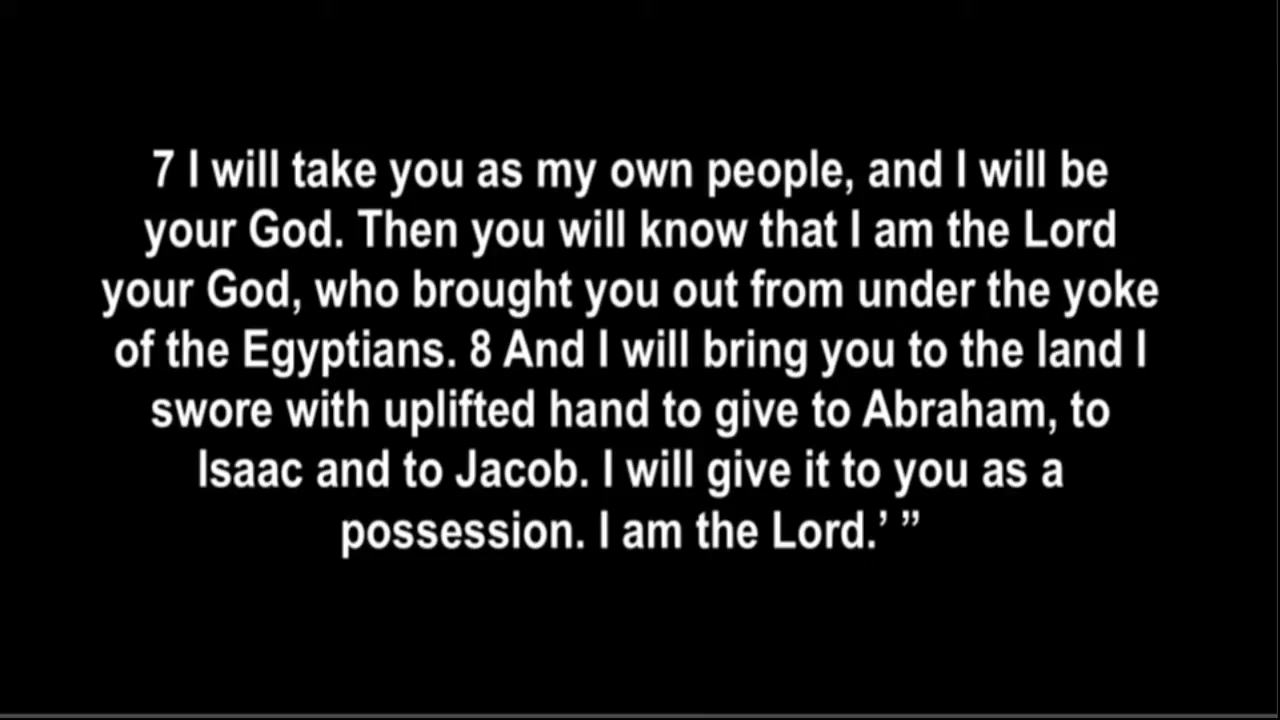 7 I will take you as my own people, and I will be
your God. Then you will know that I am the Lord
your God, who brought you out from under the yoke
of the Egyptians. 8 And I will bring you to the land I
swore with uplifted hand to give to Abraham, to
Isaac and to Jacob. I will give it to you as a
possession. I am the Lord.’ ”